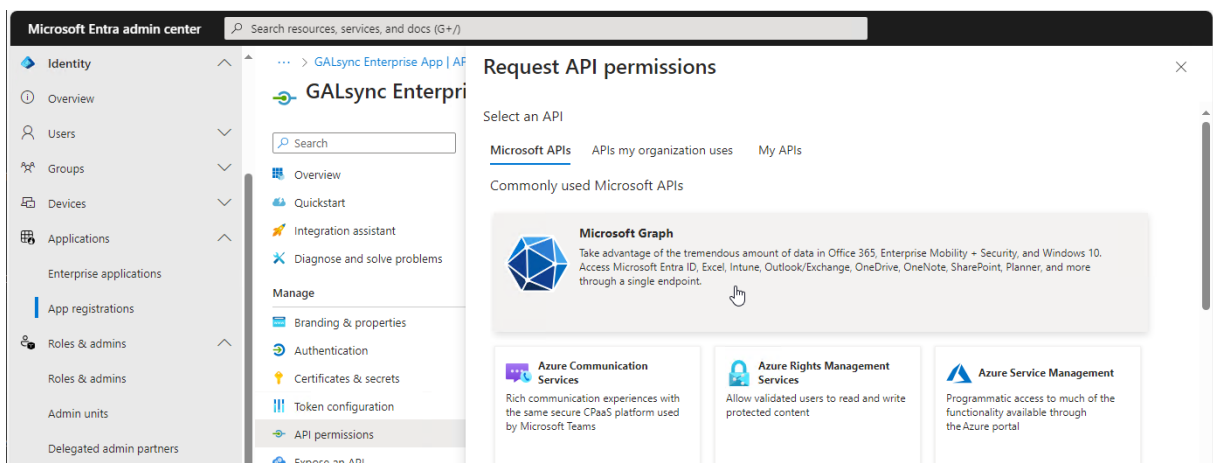 Microsoft Entra admin center
Search resources, services, and docs (G+/)
Identity
Overview
Users
Groups
Devices
Applications
Enterprise applications
App registrations
Roles & admins
Roles & admins
Admin units
Delegated admin partners
··· > GALsync Enterprise App | AP
GALsync Enterpri
Search
Overview
Quickstart
Integration assistant
Diagnose and solve problems
Manage
Branding & properties
Authentication
Certificates & secrets
Token configuration
API permissions
Expose an API
Request API permissions
Select an API
Microsoft APIs
APIs my organization uses
My APIs
Commonly used Microsoft APIs
Microsoft Graph
Take advantage of the tremendous amount of data in Office 365, Enterprise Mobility + Security, and Windows 10.
Access Microsoft Entra ID, Excel, Intune, Outlook/Exchange, OneDrive, OneNote, SharePoint, Planner, and more
through a single endpoint.
Azure Communication
Services
Rich communication experiences with
the same secure CPaaS platform used
by Microsoft Teams
Azure Rights Management
Services
Allow validated users to read and write
protected content
Azure Service Management
Programmatic access to much of the
functionality available through
the Azure portal